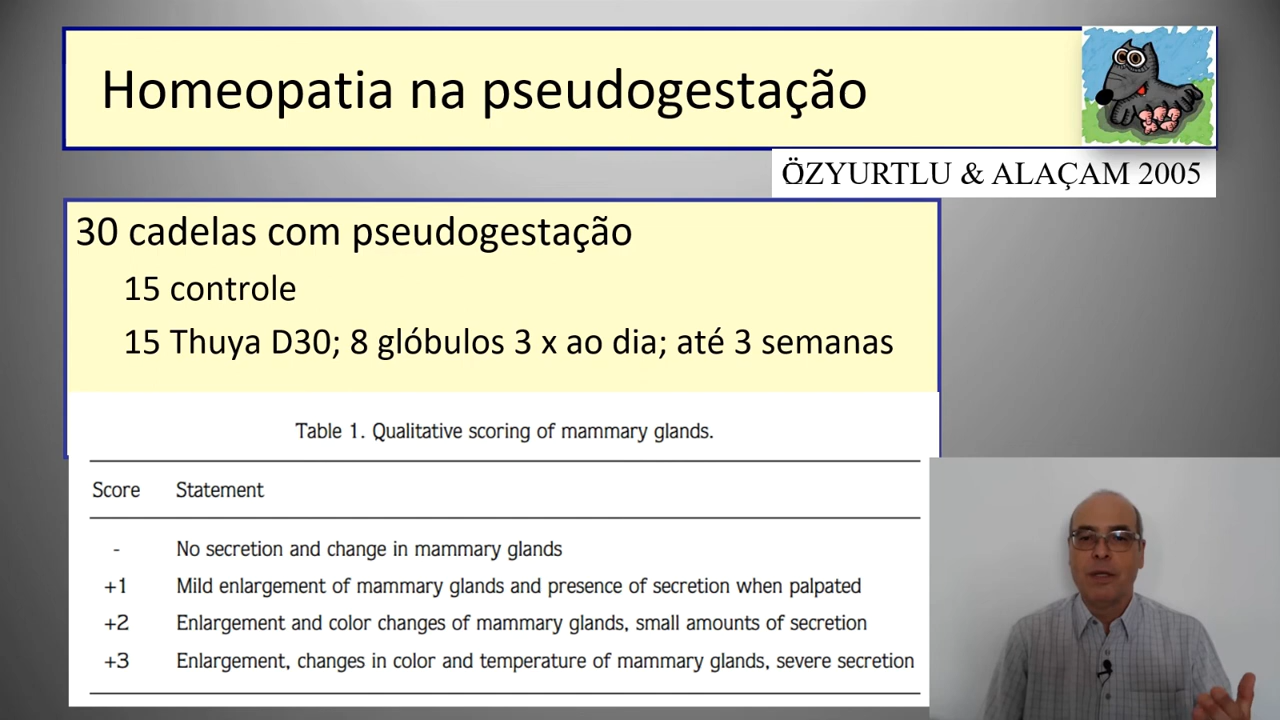 Homeopatia na pseudogestação
ÖZYURTLU & ALAÇAM 2005
30 cadelas com pseudogestação
15 controle
15 Thuya D30; 8 glóbulos 3 x ao dia; até 3 semanas
Table 1. Qualitative scoring of mammary glands.
Score Statement
- No secretion and change in mammary glands
+1 Mild enlargement of mammary glands and presence of secretion when palpated
+2 Enlargement and color changes of mammary glands, small amounts of secretion
+3 Enlargement, changes in color and temperature of mammary glands, severe secretion